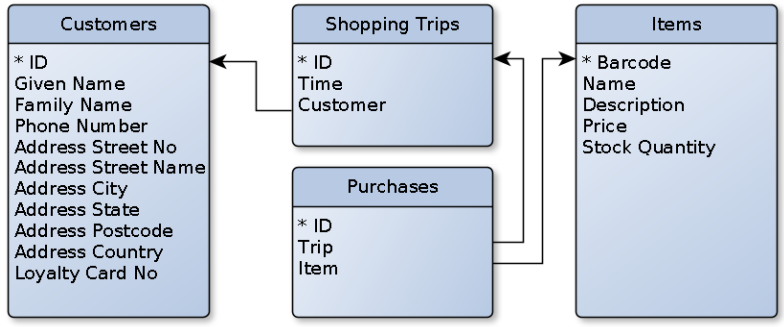 Customers
* ID
Given Name
Family Name
Phone Number
Address Street No
Address Street Name
Address City
Address State
Address Postcode
Address Country
Loyalty Card No
Shopping Trips
* ID
Time
Customer
Purchases
* ID
Trip
Item
Items
* Barcode
Name
Description
Price
Stock Quantity